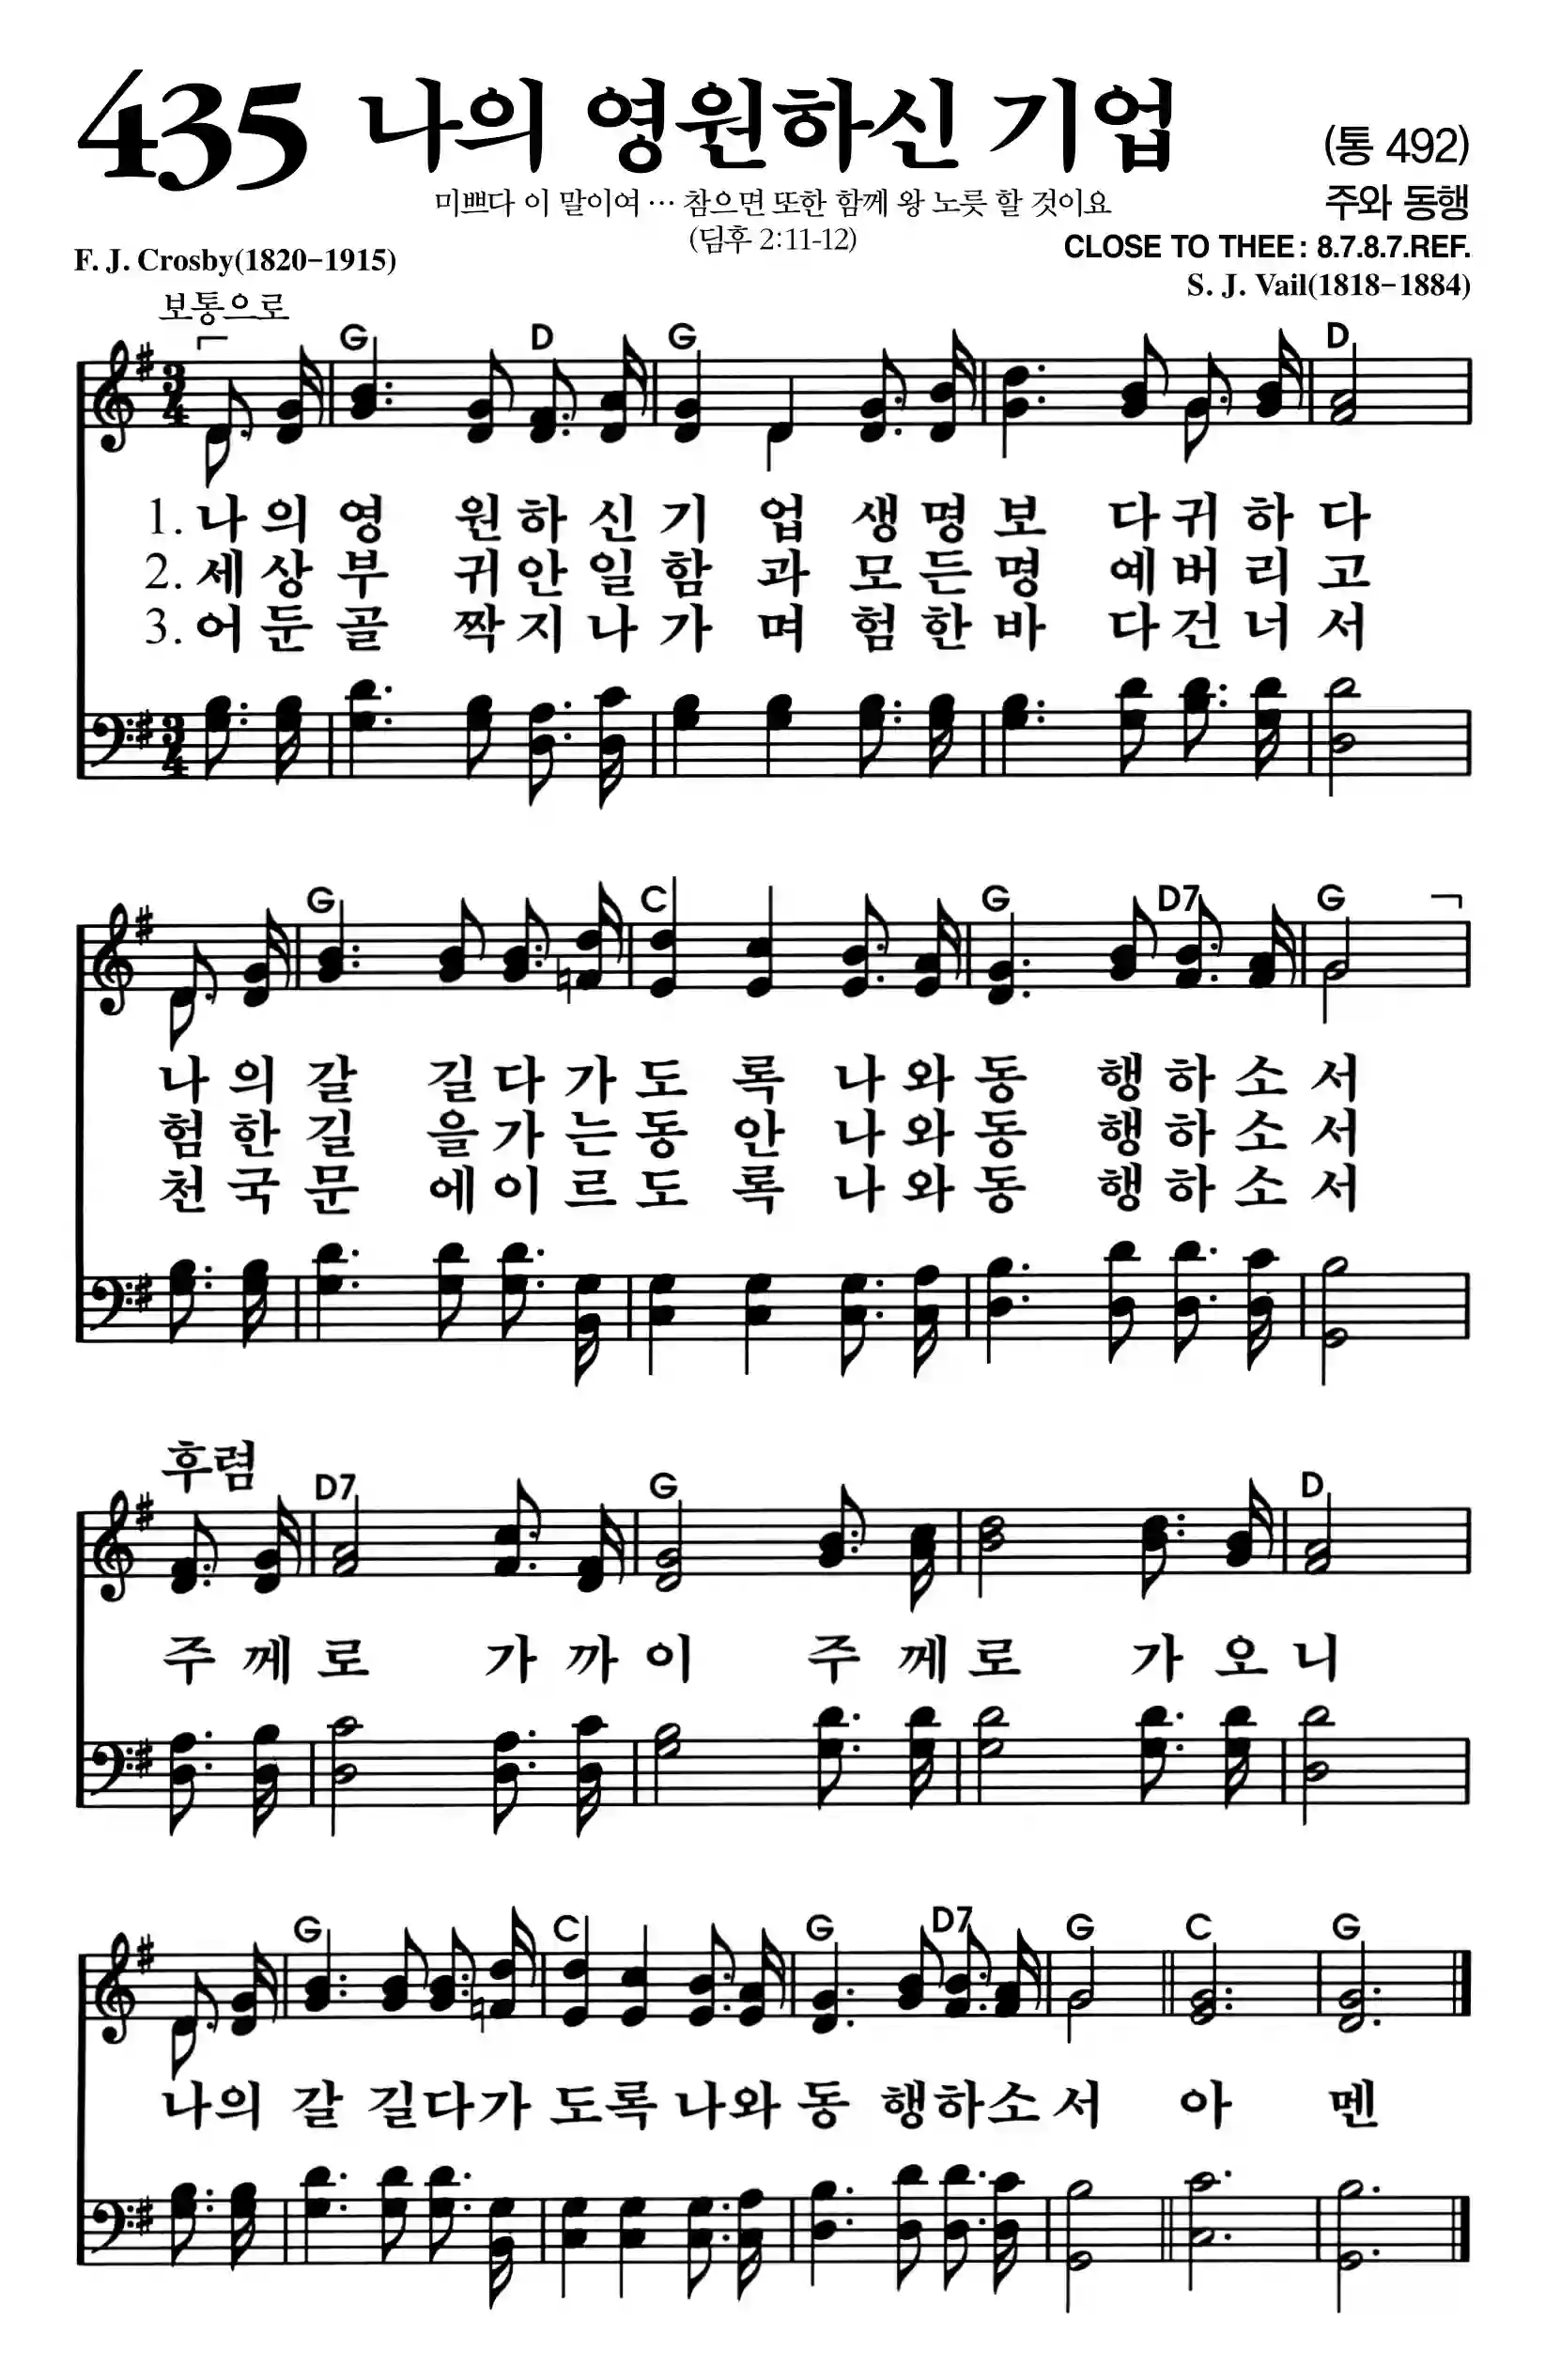 435 나의 영원하신 기업 (통 492)
미쁘다 이 말이여 … 참으면 또한 함께 왕 노릇 할 것이요
주와 동행
(딤후 2:11-12)
F. J. Crosby(1820-1915)
CLOSE TO THEE: 8.7.8.7.REF.
S. J. Vail(1818-1884)
보통으로
G D G D
1. 나의영 원하신기 업 생명보 다귀하다
2. 세상부 귀안일함 과 모든명 예버리고
3. 어둔골 짝지나가 며 험한바 다건너서
G C G D7 G
나의갈 길다가도 록 나와동 행하소서
험한길 을가는동 안 나와동 행하소서
천국문 에이르도 록 나와동 행하소서
후렴
D7 G D
주께로 가까이 주께로 가오니
G C G D7 G C G
나의 갈 길다가 도록 나와 동 행하소서 아 멘